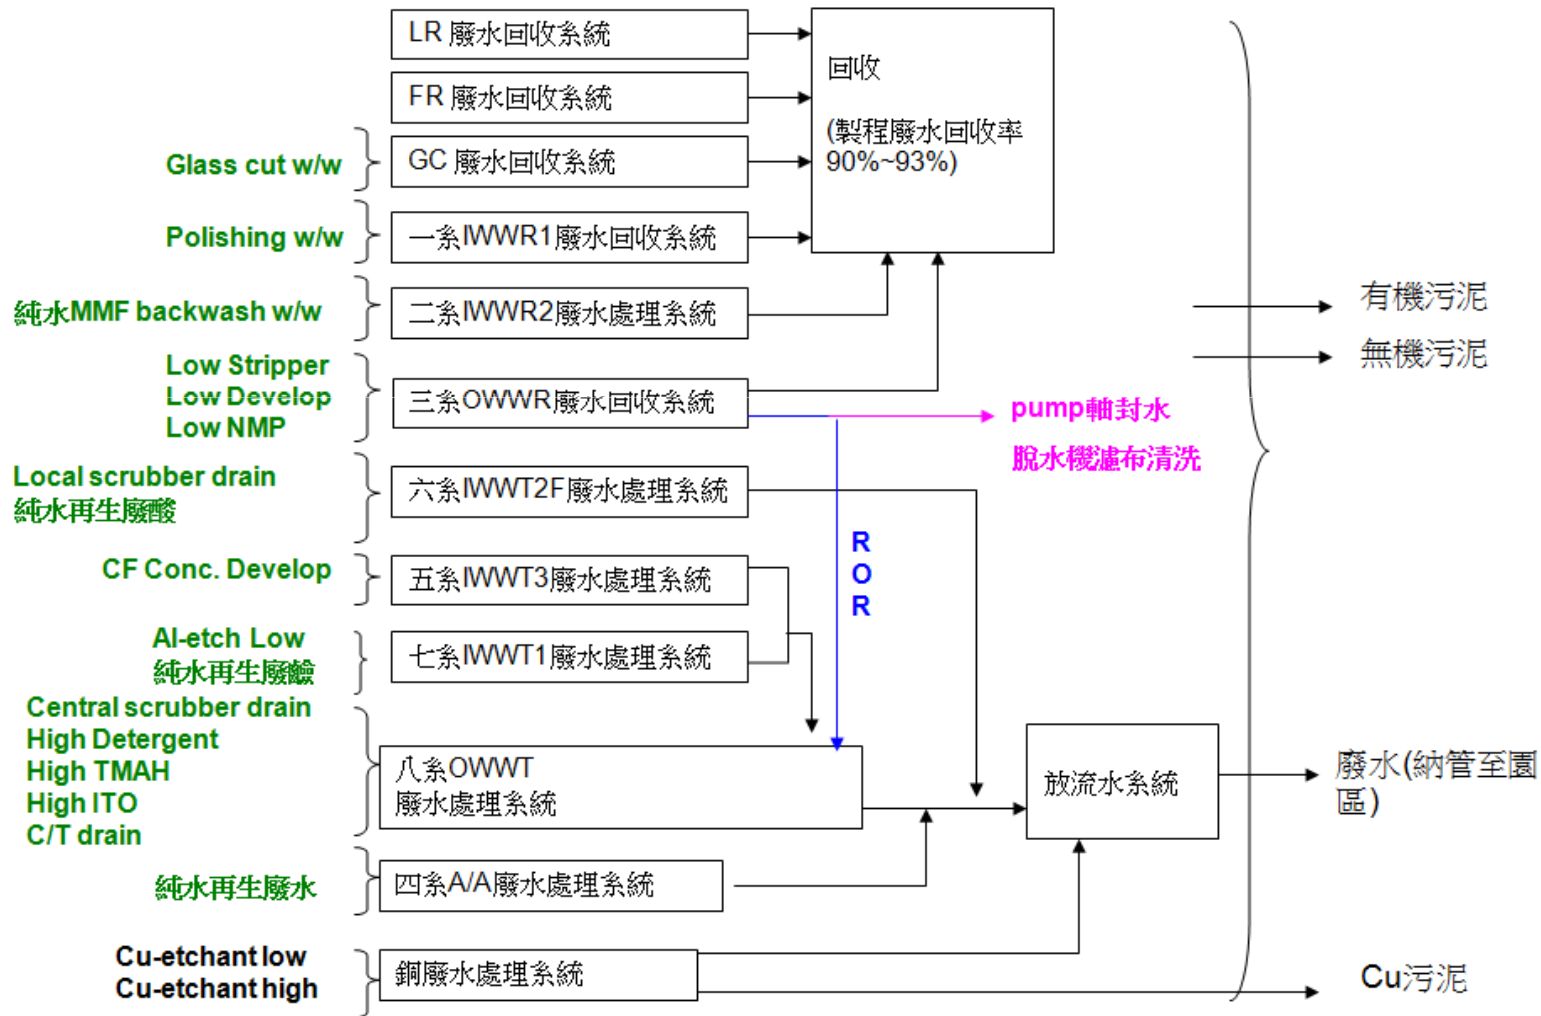 LR 廢水回收系統
FR 廢水回收系統
Glass cut w/w
GC 廢水回收系統
回收
(製程廢水回收率
90%~93%)
Polishing w/w
一系IWWR1廢水回收系統
純水MMF backwash w/w
二系IWWR2廢水處理系統
有機污泥
無機污泥
Low Stripper
Low Develop
Low NMP
三系OWWR廢水回收系統
pump軸封水
脫水機濾布清洗
Local scrubber drain
純水再生廢酸
六系IWWT2F廢水處理系統
R
O
R
CF Conc. Develop
五系IWWT3廢水處理系統
Al-etch Low
純水再生廢鹼
七系IWWT1廢水處理系統
Central scrubber drain
High Detergent
High TMAH
High ITO
C/T drain
八系OWWT
廢水處理系統
放流水系統
廢水(納管至園
區)
純水再生廢水
四系A/A廢水處理系統
Cu-etchant low
Cu-etchant high
銅廢水處理系統
Cu污泥